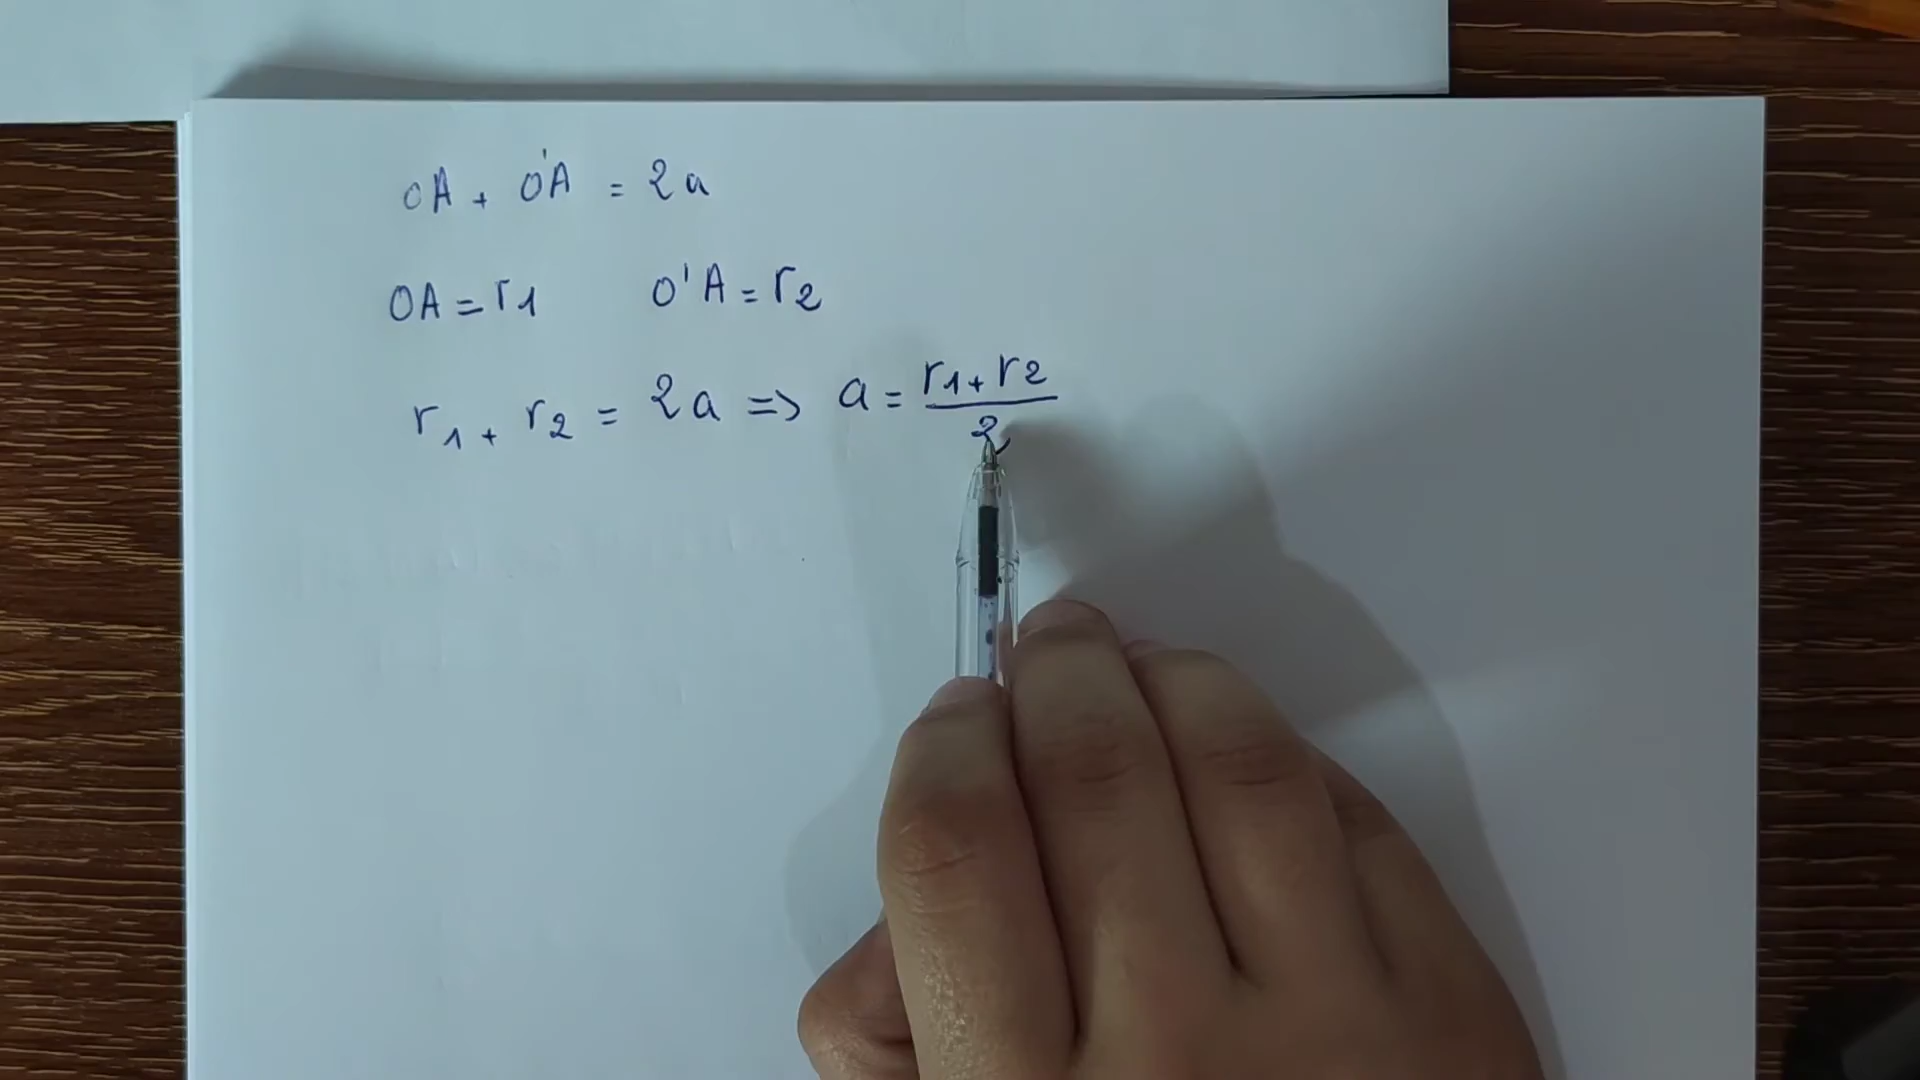 OA + O'A = 2a
OA = r1 O'A = r2
r1 + r2 = 2a => a = (r1 + r2)/2